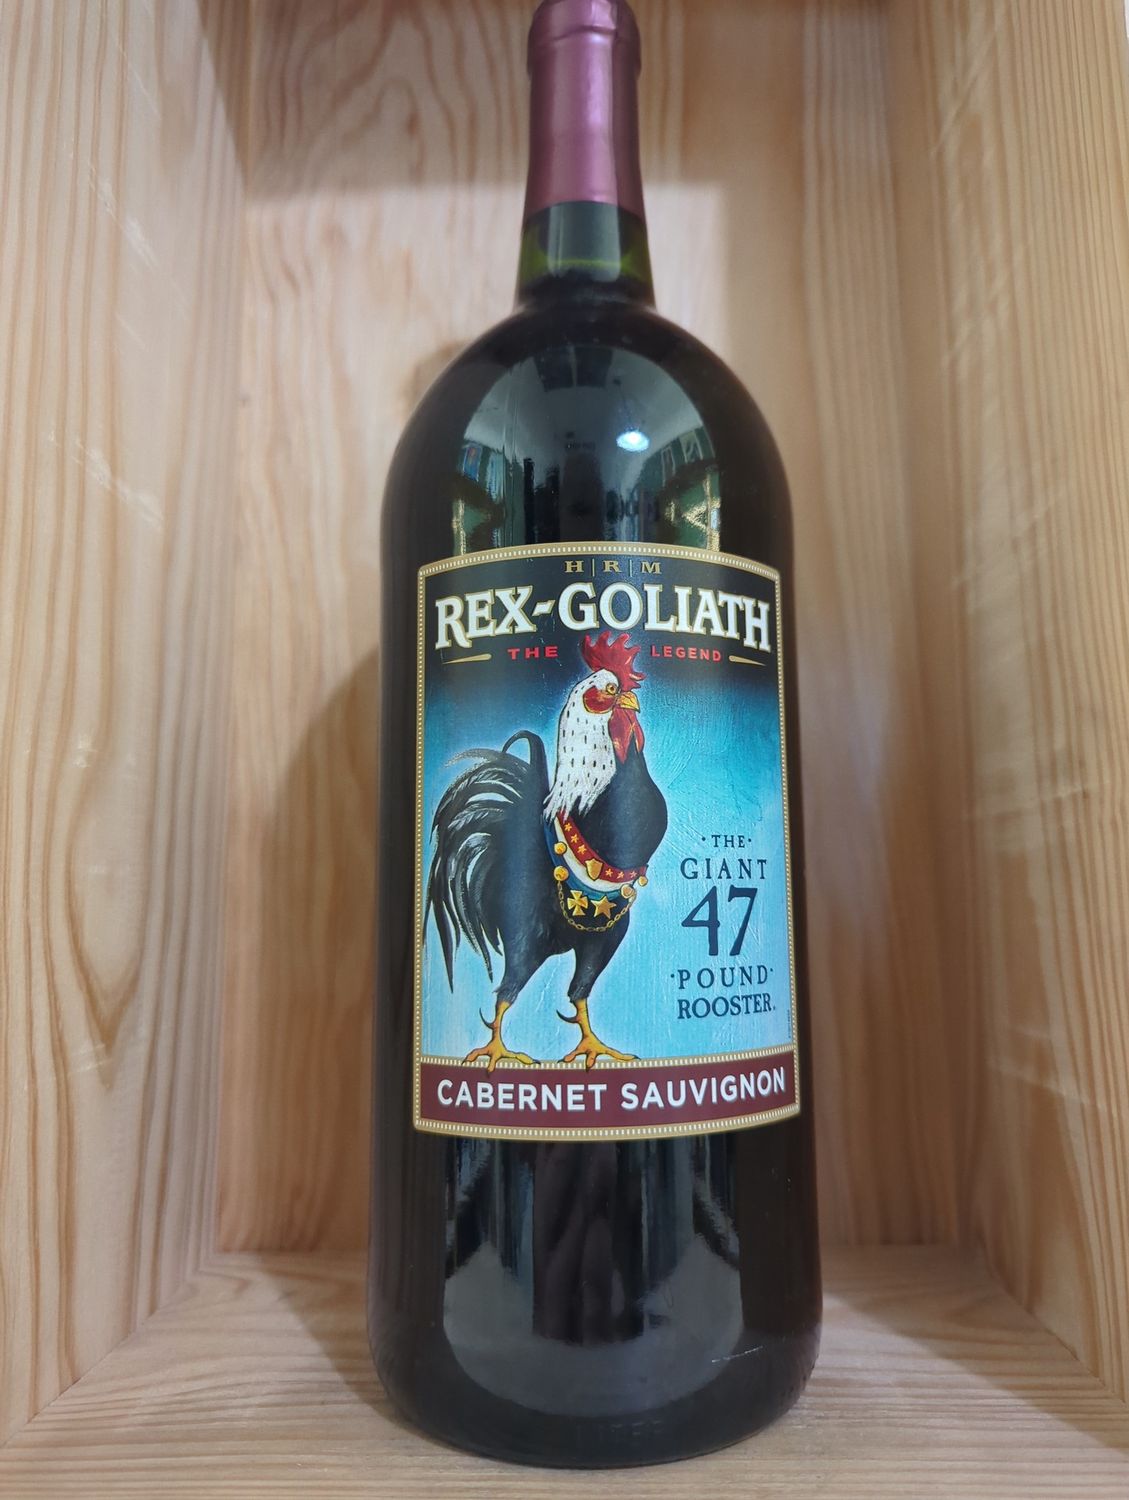 H|R|M
REX-GOLIATH
THE LEGEND
·THE·
GIANT
47
·POUND·
ROOSTER®
CABERNET SAUVIGNON